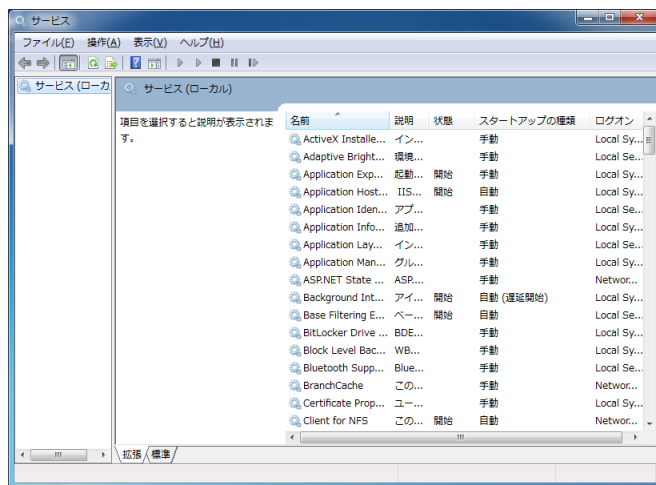 サービス
ファイル(F) 操作(A) 表示(V) ヘルプ(H)
サービス (ローカ
サービス (ローカル)
項目を選択すると説明が表示されま
す。
名前 説明 状態 スタートアップの種類 ログオン
ActiveX Installe... イン... 手動 Local Sy...
Adaptive Bright... 環境... 手動 Local Se...
Application Exp... 起動... 開始 手動 Local Sy...
Application Host... IIS... 開始 自動 Local Sy...
Application Iden... アプ... 手動 Local Se...
Application Info... 追加... 手動 Local Sy...
Application Lay... イン... 手動 Local Se...
Application Man... グル... 手動 Local Sy...
ASP.NET State ... ASP.... 手動 Networ...
Background Int... アイ... 開始 自動 (遅延開始) Local Sy...
Base Filtering E... ベー... 開始 自動 Local Se...
BitLocker Drive ... BDE... 手動 Local Sy...
Block Level Bac... WB... 手動 Local Sy...
Bluetooth Supp... Blue... 手動 Local Se...
BranchCache この... 手動 Networ...
Certificate Prop... ユー... 手動 Local Sy...
Client for NFS この... 開始 自動 Networ...
拡張 標準